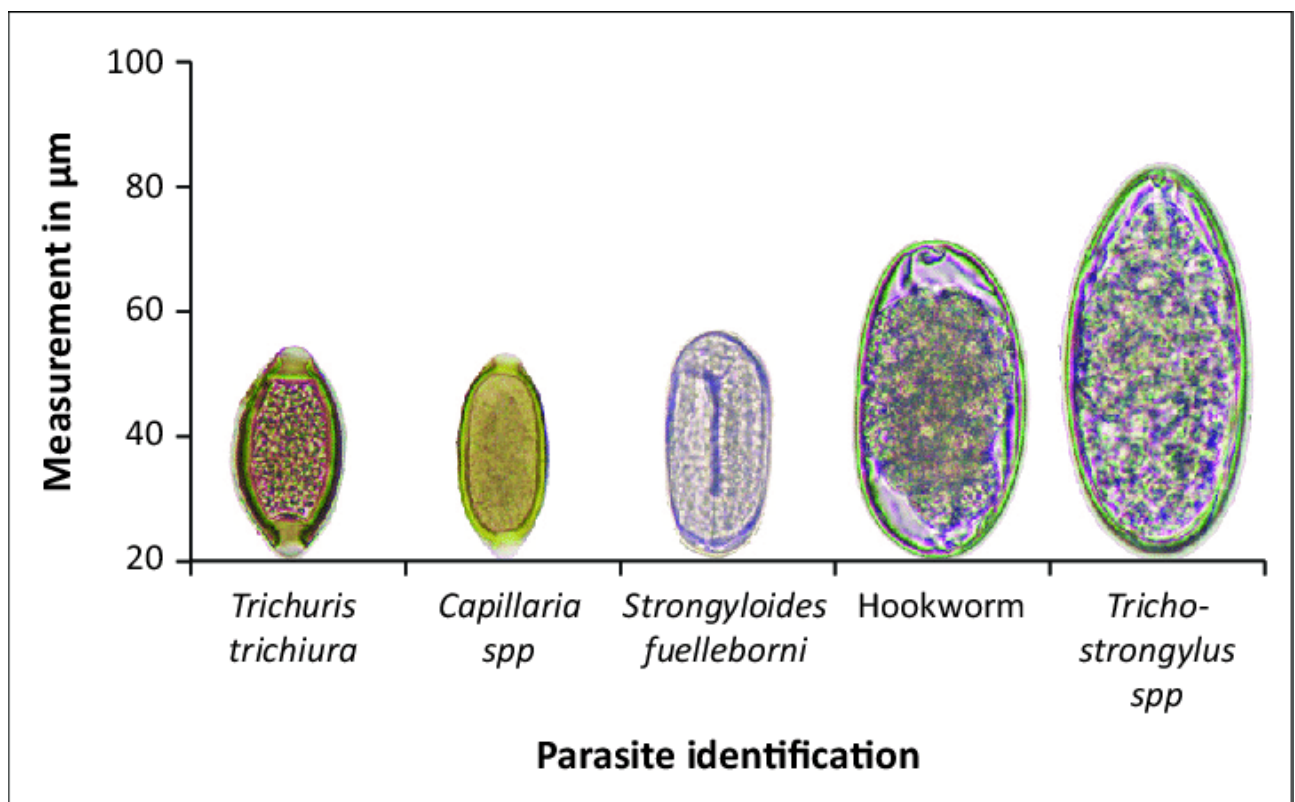 Measurement in µm
100
80
60
40
20
Trichuris
trichiura
Capillaria
spp
Strongyloides
fuelleborni
Hookworm
Tricho-
strongylus
spp
Parasite identification